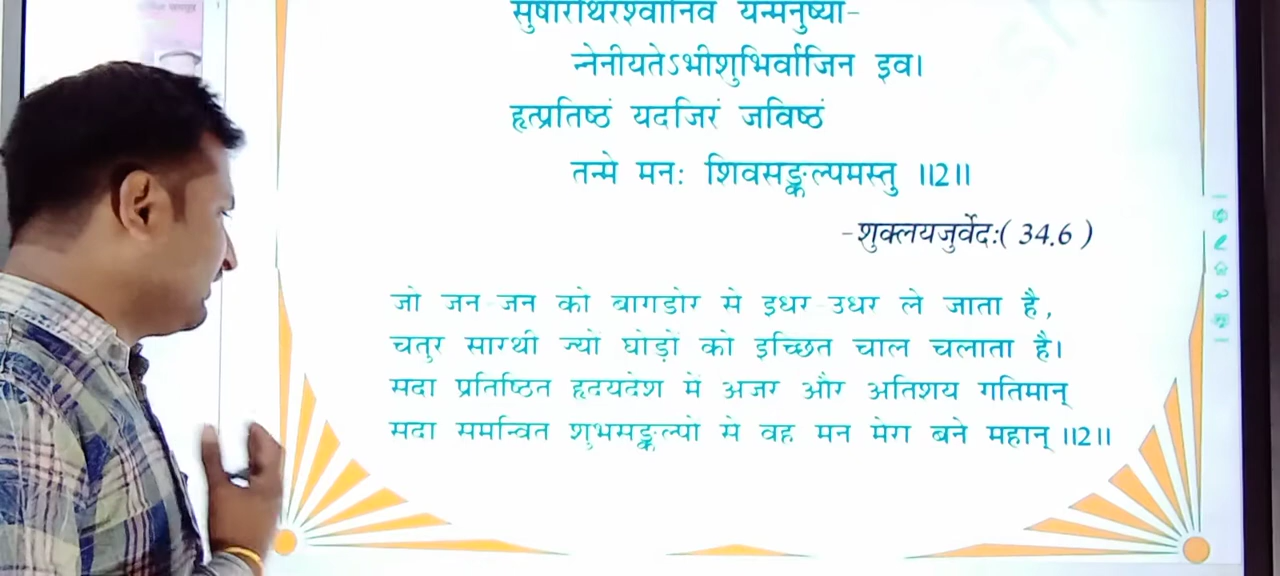 सुषारथिरश्वानिव यन्मनुष्या-
न्नेनीयतेऽभीशुभिर्वाजिन इव।
हृत्प्रतिष्ठं यदजिरं जविष्ठं
तन्मे मनः शिवसङ्कल्पमस्तु ।।2।।
-शुक्लयजुर्वेदः( 34.6 )
जो जन जन को बागडोर से इधर उधर ले जाता है,
चतुर सारथी ज्यों घोड़ों को इच्छित चाल चलाता है।
सदा प्रतिष्ठित हृदयदेश में अजर और अतिशय गतिमान्
सदा समन्वित शुभसङ्कल्पों से वह मन मेरा बने महान् ।।2।।